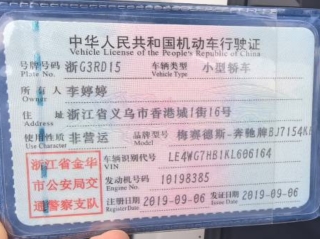 中华人民共和国机动车行驶证
Vehicle License of the People's Republic of China
号牌号码 浙G3RD15 车辆类型 小型轿车
Plate No. Vehicle Type
所有人 李婷婷
Owner
住址 浙江省义乌市香港城1街16号
Address
使用性质 非营运 品牌型号 梅赛德斯-奔驰牌BJ7154
Use Character Model
浙江省金华
市公安局交
通警察支队
车辆识别代号 LE4WG7HB1KL606164
VIN
发动机号码 10198385
Engine No.
注册日期 2019-09-06 发证日期 2019-09-06
Register Date Issue Date